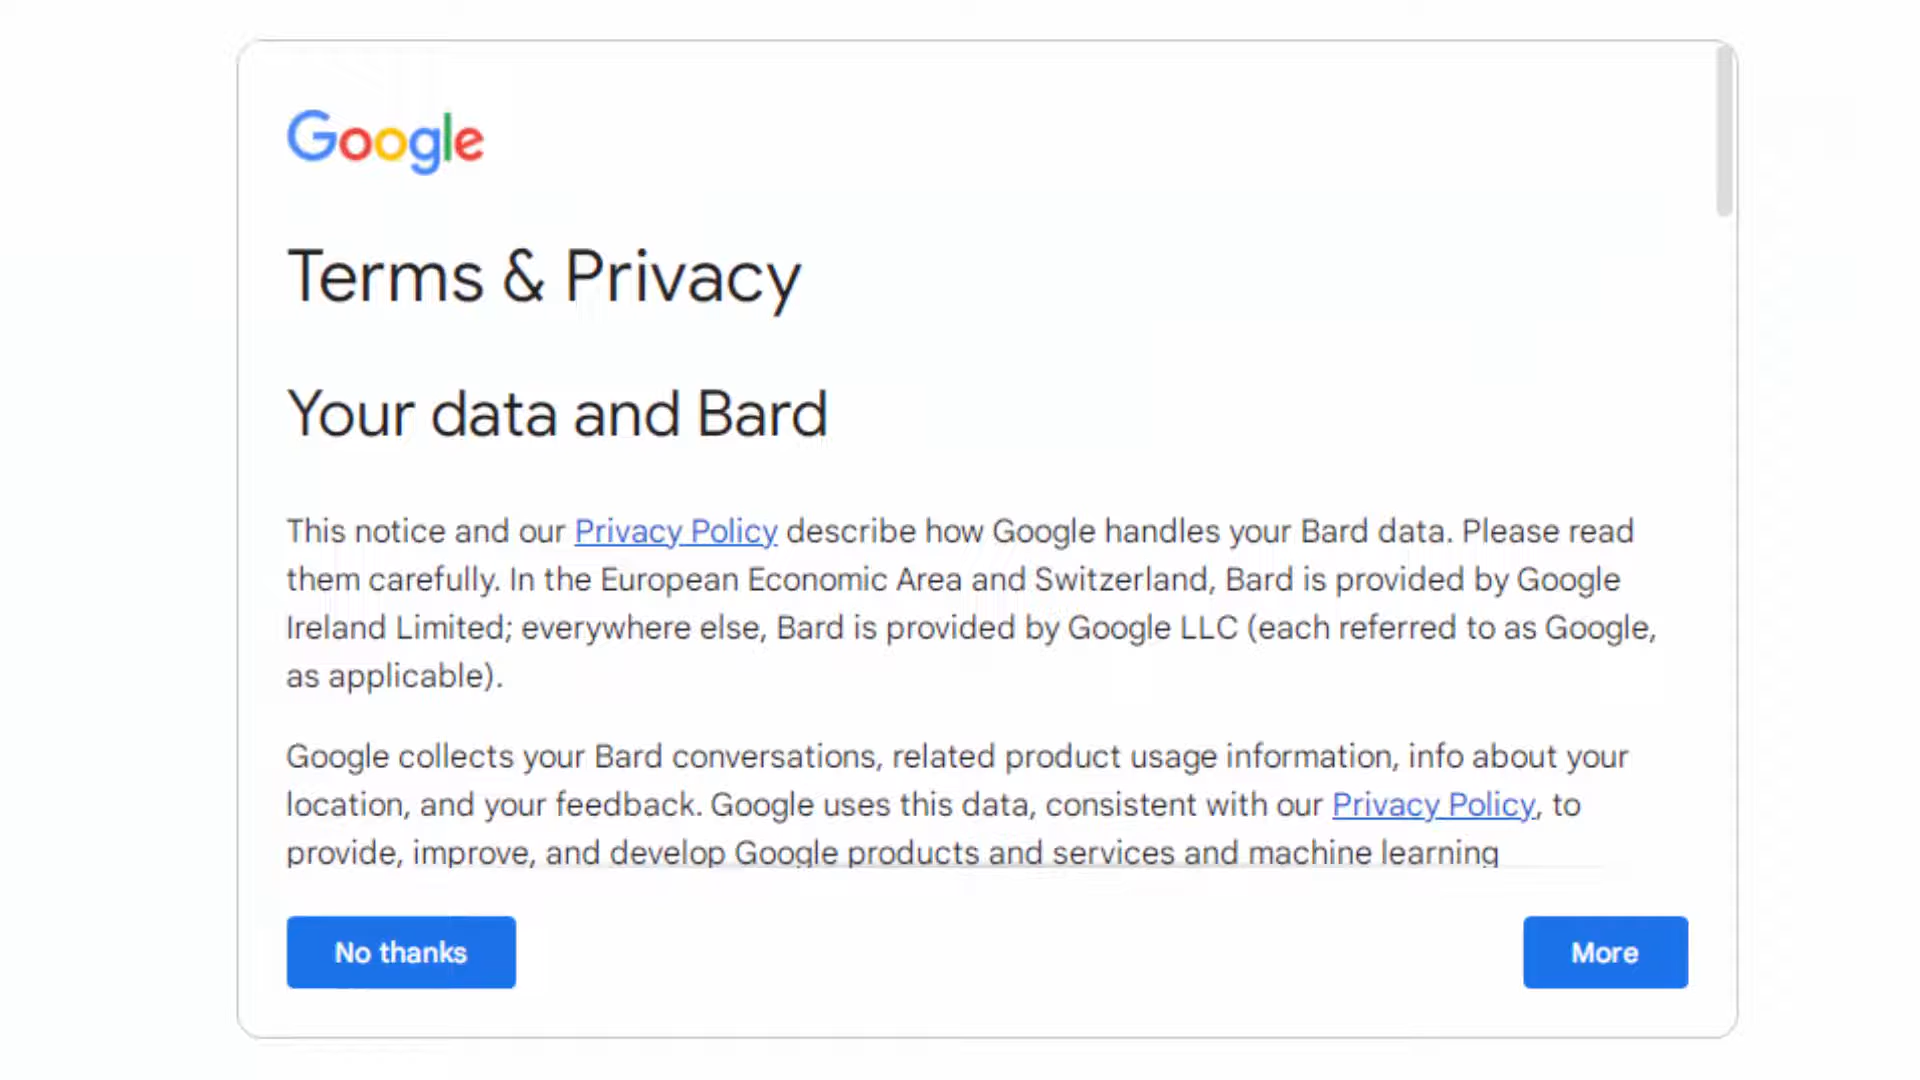 Google
Terms & Privacy
Your data and Bard
This notice and our Privacy Policy describe how Google handles your Bard data. Please read
them carefully. In the European Economic Area and Switzerland, Bard is provided by Google
Ireland Limited; everywhere else, Bard is provided by Google LLC (each referred to as Google,
as applicable).
Google collects your Bard conversations, related product usage information, info about your
location, and your feedback. Google uses this data, consistent with our Privacy Policy, to
provide, improve, and develop Google products and services and machine learning
No thanks
More